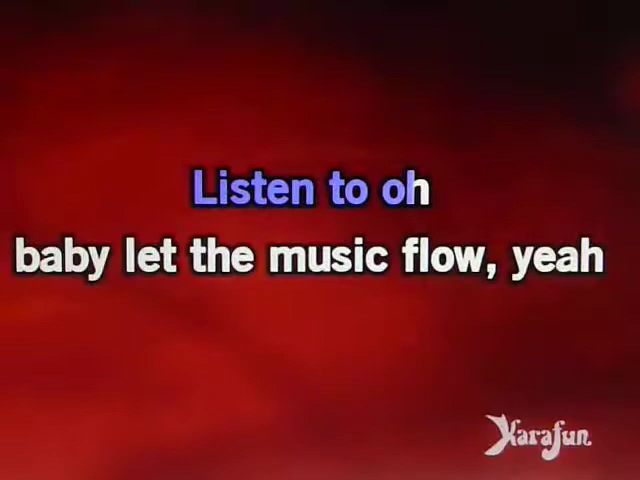 Listen to oh
baby let the music flow, yeah
Karafun